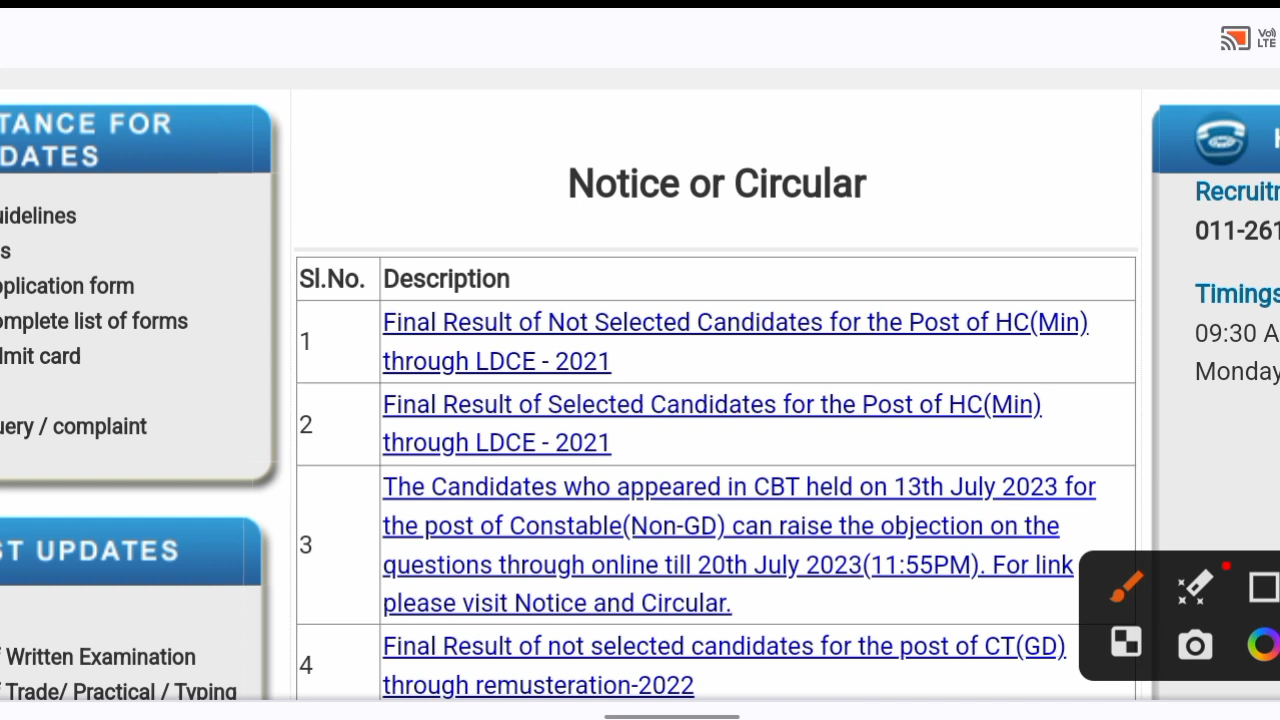 Vo))
LTE
TANCE FOR
DATES
uidelines
s
pplication form
omplete list of forms
dmit card
uery / complaint
ST UPDATES
f Written Examination
f Trade/ Practical / Typing
Notice or Circular
Sl.No. Description
1
Final Result of Not Selected Candidates for the Post of HC(Min)
through LDCE - 2021
2
Final Result of Selected Candidates for the Post of HC(Min)
through LDCE - 2021
3
The Candidates who appeared in CBT held on 13th July 2023 for
the post of Constable(Non-GD) can raise the objection on the
questions through online till 20th July 2023(11:55PM). For link
please visit Notice and Circular.
4
Final Result of not selected candidates for the post of CT(GD)
through remusteration-2022
Recruitm
011-261
Timings
09:30 A
Monday